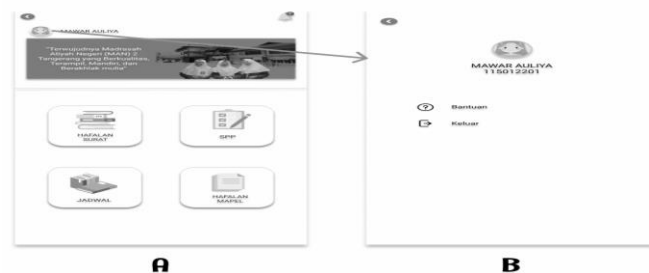 MAWAR AULIYA
"Terwujudnya Madrasah
Aliyah Negeri (MAN) 2
Tangerang yang Berkualitas,
Terampil, Mandiri, dan
Berakhlak mulia"
HAFALAN
SURAT
SPP
JADWAL
HAFALAN
MAPEL
A
MAWAR AULIYA
115012201
Bantuan
Keluar
B